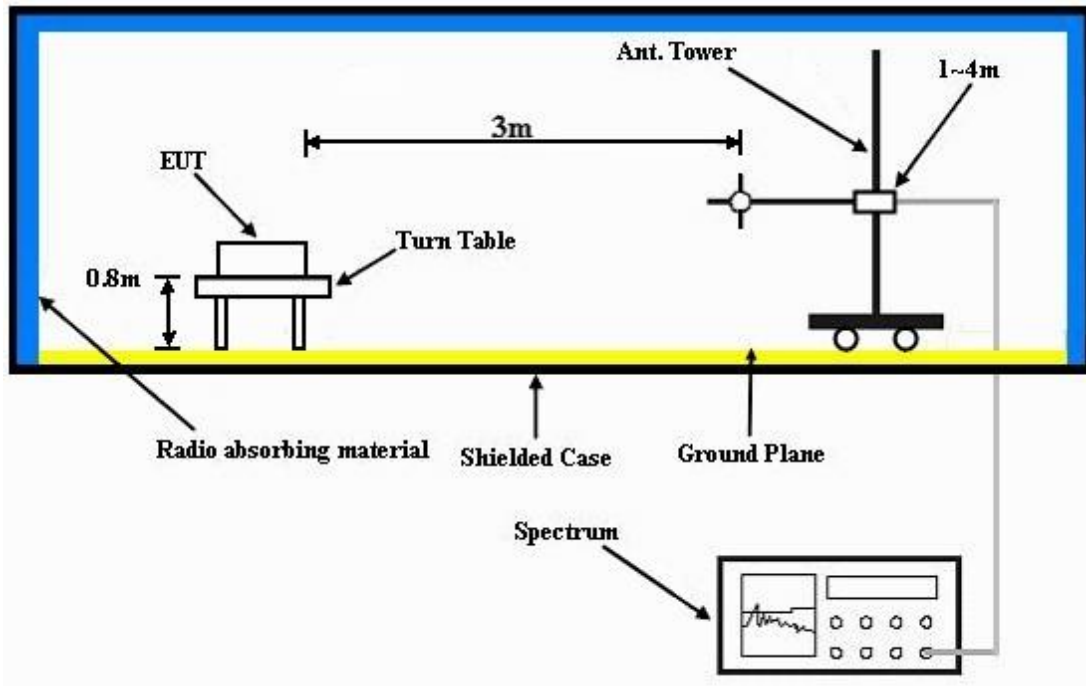 Ant. Tower
1~4m
3m
EUT
Turn Table
0.8m
Radio absorbing material
Shielded Case
Ground Plane
Spectrum